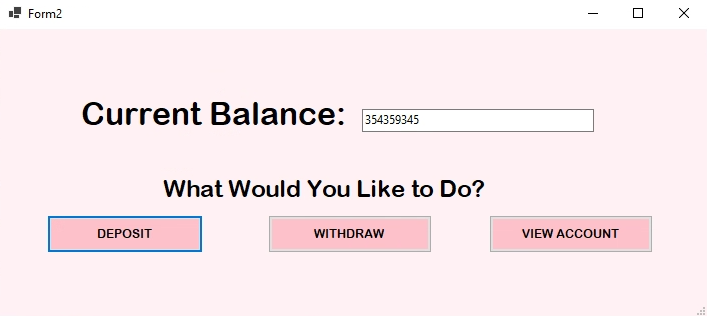 Form2
Current Balance: 354359345
What Would You Like to Do?
DEPOSIT WITHDRAW VIEW ACCOUNT